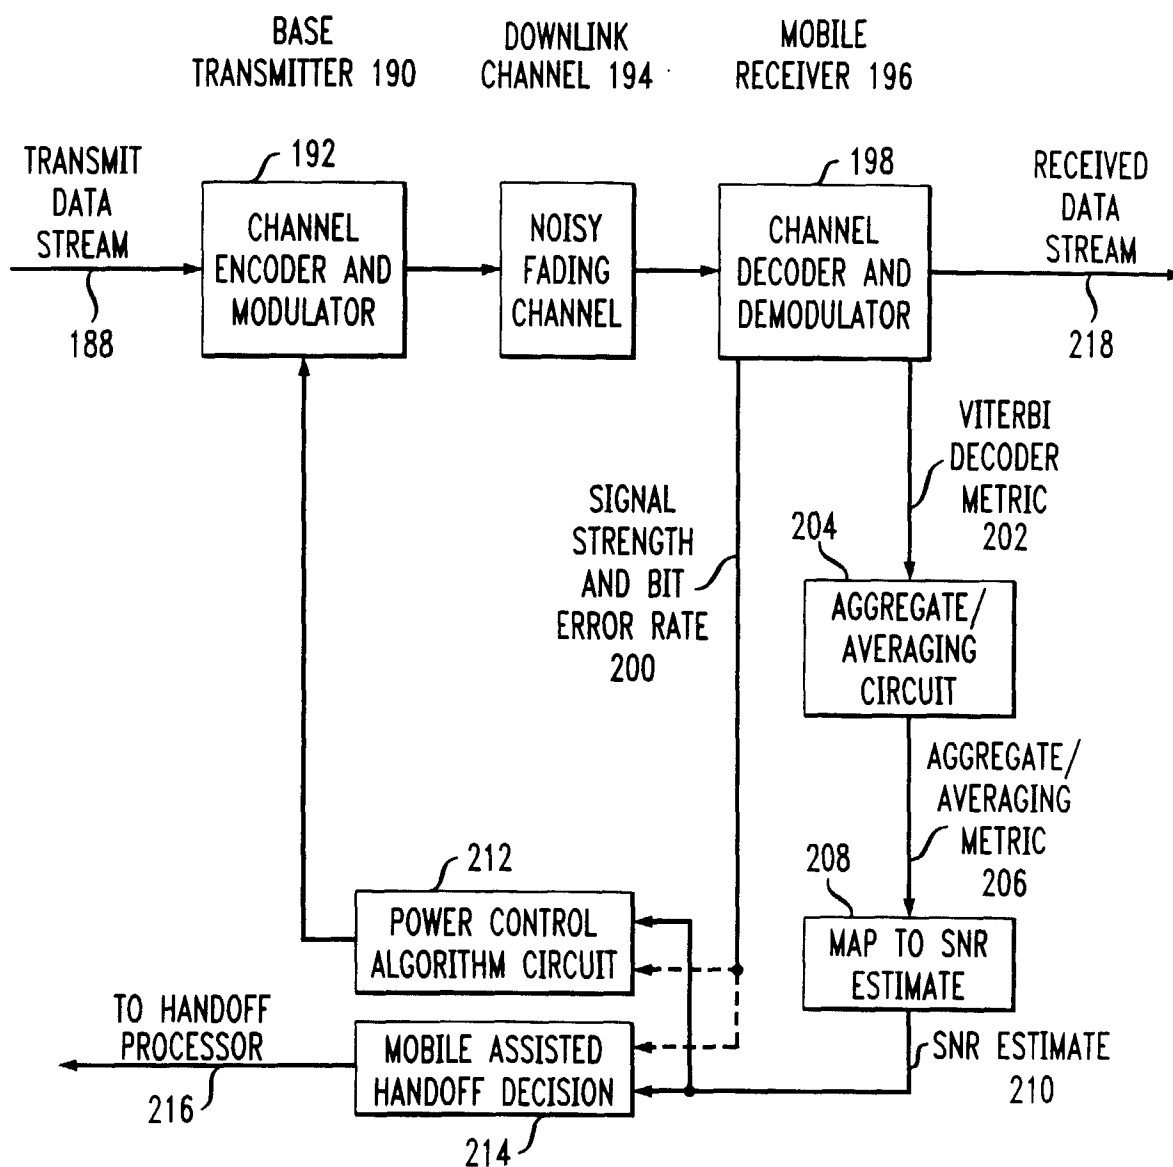 BASE
TRANSMITTER 190
DOWNLINK
CHANNEL 194
MOBILE
RECEIVER 196
TRANSMIT
DATA
STREAM
188
192
CHANNEL
ENCODER AND
MODULATOR
NOISY
FADING
CHANNEL
198
CHANNEL
DECODER AND
DEMODULATOR
RECEIVED
DATA
STREAM
218
VITERBI
DECODER
METRIC
202
SIGNAL
STRENGTH
AND BIT
ERROR RATE
200
204
AGGREGATE/
AVERAGING
CIRCUIT
AGGREGATE/
AVERAGING
METRIC
206
208
MAP TO SNR
ESTIMATE
212
POWER CONTROL
ALGORITHM CIRCUIT
TO HANDOFF
PROCESSOR
216
MOBILE ASSISTED
HANDOFF DECISION
214
SNR ESTIMATE
210